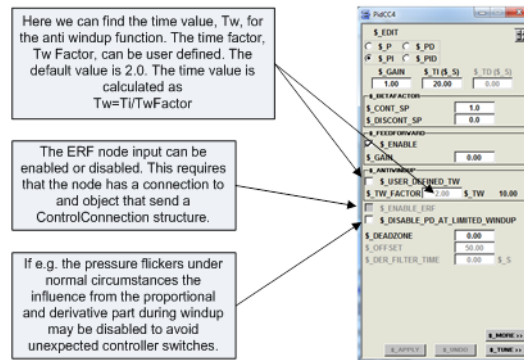 Here we can find the time value, Tw, for
the anti windup function. The time factor,
Tw Factor, can be user defined. The
default value is 2.0. The time value is
calculated as
Tw=Ti/TwFactor
The ERF node input can be
enabled or disabled. This requires
that the node has a connection to
and object that send a
ControlConnection structure.
If e.g. the pressure flickers under
normal circumstances the
influence from the proportional
and derivative part during windup
may be disabled to avoid
unexpected controller switches.
PidCC4
$_EDIT
$_P $_PD
$_PI $_PID
$_GAIN $_TI ($_S) $_TD ($_S)
1.00 20.00 0.00
$_BETAFACTOR
$_CONT_SP 1.0
$_DISCONT_SP 0.0
$_FEEDFORWARD
$_ENABLE
$_GAIN 0.00
$_ANTIWINDUP
$_USER_DEFINED_TW
$_TW_FACTOR 2.00 $_TW 10.00
$_ENABLE_ERF
$_DISABLE_PD_AT_LIMITED_WINDUP
$_DEADZONE 0.00
$_OFFSET 50.00
$_DER_FILTER_TIME 0.00 $_S
$_MORE >>
$_APPLY $_UNDO $_TUNE >>